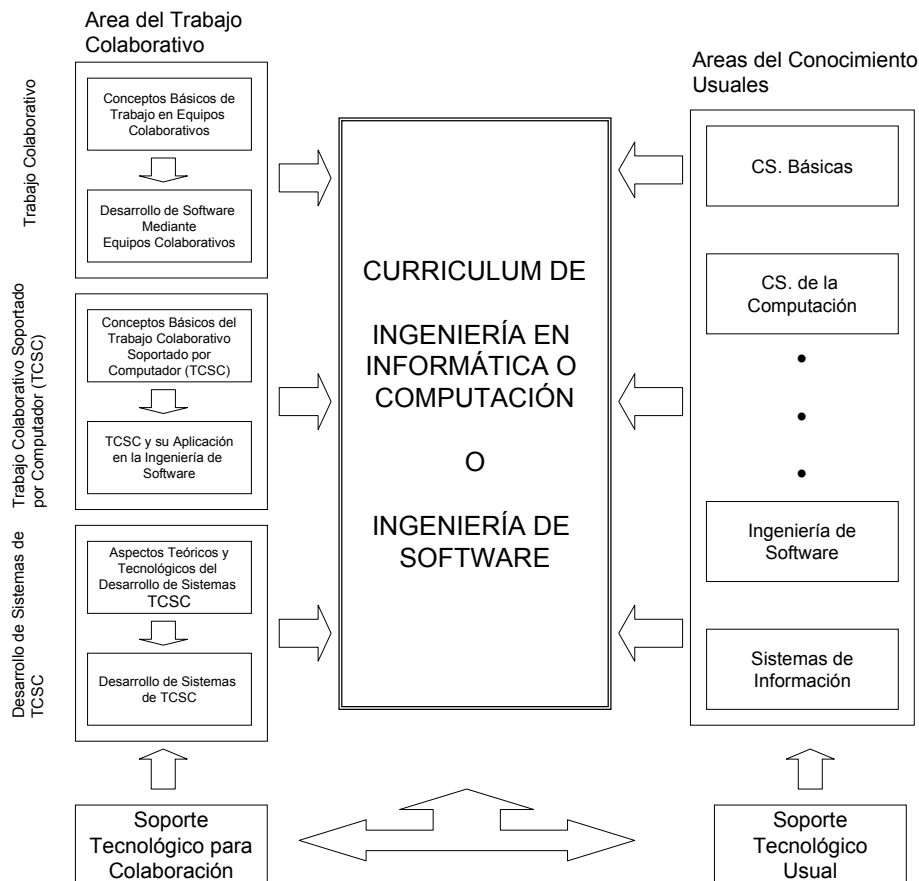 Area del Trabajo
Colaborativo
Trabajo Colaborativo
Conceptos Básicos de
Trabajo en Equipos
Colaborativos
Desarrollo de Software
Mediante
Equipos Colaborativos
Trabajo Colaborativo Soportado
por Computador (TCSC)
Conceptos Básicos del
Trabajo Colaborativo
Soportado por
Computador (TCSC)
TCSC y su Aplicación
en la Ingeniería de
Software
Desarrollo de Sistemas de
TCSC
Aspectos Teóricos y
Tecnológicos del
Desarrollo de Sistemas
TCSC
Desarrollo de Sistemas
de TCSC
Soporte
Tecnológico para
Colaboración
CURRICULUM DE
INGENIERÍA EN
INFORMÁTICA O
COMPUTACIÓN
O
INGENIERÍA DE
SOFTWARE
Areas del Conocimiento
Usuales
CS. Básicas
CS. de la
Computación
Ingeniería de
Software
Sistemas de
Información
Soporte
Tecnológico
Usual